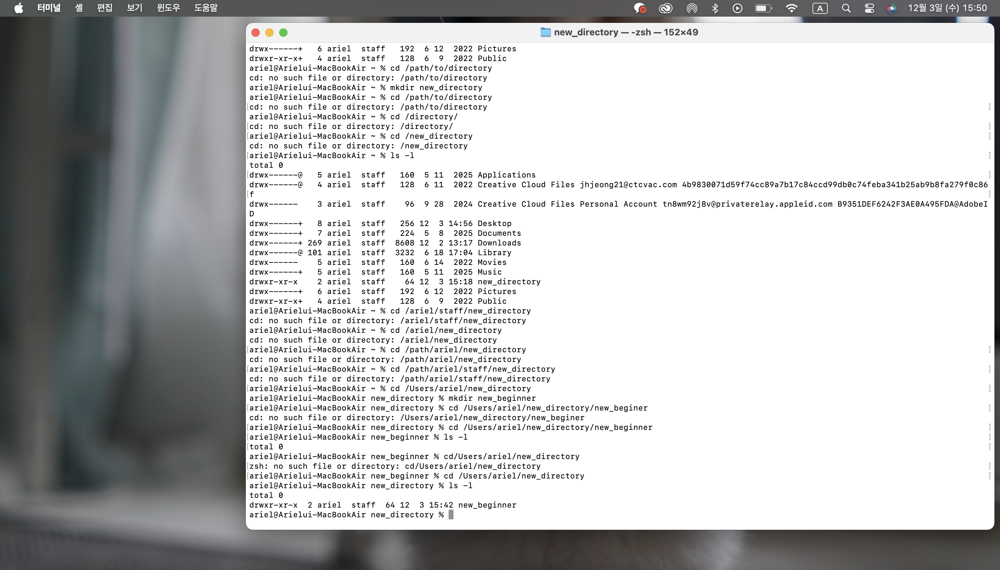 터미널 셸 편집 보기 윈도우 도움말 N A 12월 3일 (수) 15:50
new_directory — -zsh — 152×49
drwx------+   6 ariel  staff   192  6 12  2022 Pictures
drwxr-xr-x+   4 ariel  staff   128  6  9  2022 Public
ariel@Arielui-MacBookAir ~ % cd /path/to/directory
cd: no such file or directory: /path/to/directory
ariel@Arielui-MacBookAir ~ % mkdir new_directory
ariel@Arielui-MacBookAir ~ % cd /path/to/directory
[cd: no such file or directory: /path/to/directory ]
ariel@Arielui-MacBookAir ~ % cd /directory/
[cd: no such file or directory: /directory/ ]
[ariel@Arielui-MacBookAir ~ % cd /new_directory ]
cd: no such file or directory: /new_directory
[ariel@Arielui-MacBookAir ~ % ls -l ]
total 0
[drwx------@   5 ariel  staff   160  5 11  2025 Applications ]
drwx------@   4 ariel  staff   128  6 11  2022 Creative Cloud Files jhjeong21@ctcvac.com 4b9830071d59f74cc89a7b17c84ccd99db0c74feba341b25ab9b8fa279f0c86
[f ]
drwx------    3 ariel  staff    96  9 28  2024 Creative Cloud Files Personal Account tn8wm92j8v@privaterelay.appleid.com B9351DEF6242F3AE0A495FDA@AdobeI
D
drwx------+   8 ariel  staff   256 12  3 14:56 Desktop
drwx------+   7 ariel  staff   224  5  8  2025 Documents
drwx------+ 269 ariel  staff  8608 12  2 13:17 Downloads
drwx------@ 101 ariel  staff  3232  6 18 17:04 Library
drwx------    5 ariel  staff   160  6 14  2022 Movies
drwx------+   5 ariel  staff   160  5 11  2025 Music
drwxr-xr-x    2 ariel  staff    64 12  3 15:18 new_directory
drwx------+   6 ariel  staff   192  6 12  2022 Pictures
drwxr-xr-x+   4 ariel  staff   128  6  9  2022 Public
ariel@Arielui-MacBookAir ~ % cd /ariel/staff/new_directory
cd: no such file or directory: /ariel/staff/new_directory
ariel@Arielui-MacBookAir ~ % cd /ariel/new_directory
cd: no such file or directory: /ariel/new_directory
[ariel@Arielui-MacBookAir ~ % cd /path/ariel/new_directory ]
cd: no such file or directory: /path/ariel/new_directory
[ariel@Arielui-MacBookAir ~ % cd /path/ariel/staff/new_directory ]
cd: no such file or directory: /path/ariel/staff/new_directory
[ariel@Arielui-MacBookAir ~ % cd /Users/ariel/new_directory ]
ariel@Arielui-MacBookAir new_directory % mkdir new_beginner
[ariel@Arielui-MacBookAir new_directory % cd /Users/ariel/new_directory/new_beginer ]
cd: no such file or directory: /Users/ariel/new_directory/new_beginer
[ariel@Arielui-MacBookAir new_directory % cd /Users/ariel/new_directory/new_beginner ]
[ariel@Arielui-MacBookAir new_beginner % ls -l ]
[total 0 ]
ariel@Arielui-MacBookAir new_beginner % cd/Users/ariel/new_directory
[zsh: no such file or directory: cd/Users/ariel/new_directory ]
[ariel@Arielui-MacBookAir new_beginner % cd /Users/ariel/new_directory ]
ariel@Arielui-MacBookAir new_directory % ls -l
total 0
drwxr-xr-x  2 ariel  staff  64 12  3 15:42 new_beginner
ariel@Arielui-MacBookAir new_directory %